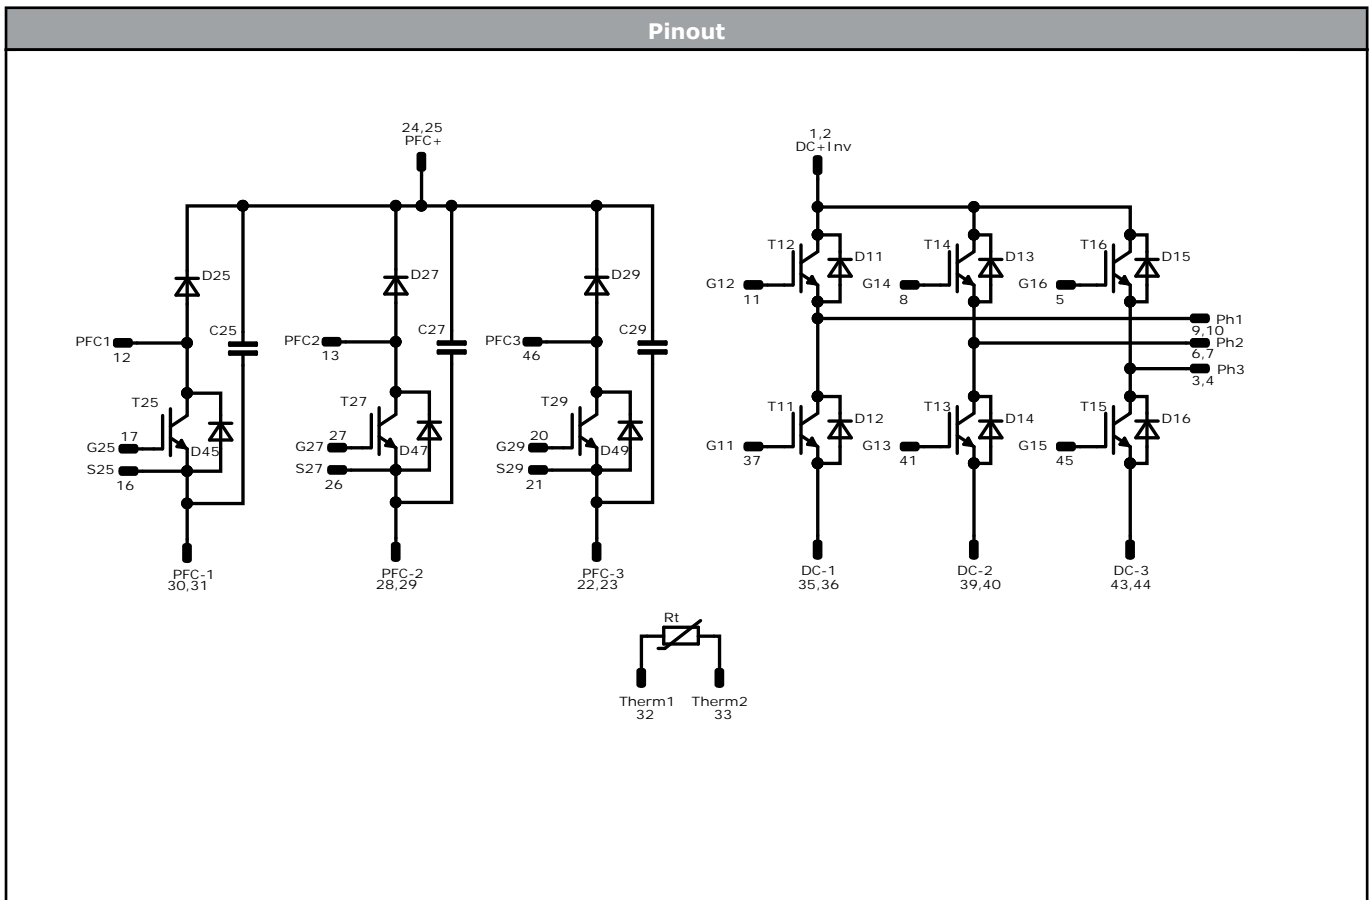 Pinout
24,25
PFC+
1,2
DC+Inv
D25
D27
D29
T12
D11
T14
D13
T16
D15
G12
11
G14
8
G16
5
PFC1
12
C25
PFC2
13
C27
PFC3
46
C29
Ph1
9,10
Ph2
6,7
Ph3
3,4
T25
17
G25
D45
S25
16
T27
27
G27
D47
S27
26
T29
20
G29
D49
S29
21
T11
D12
T13
D14
T15
D16
G11
37
G13
41
G15
45
PFC-1
30,31
PFC-2
28,29
PFC-3
22,23
DC-1
35,36
DC-2
39,40
DC-3
43,44
Rt
Therm1
32
Therm2
33